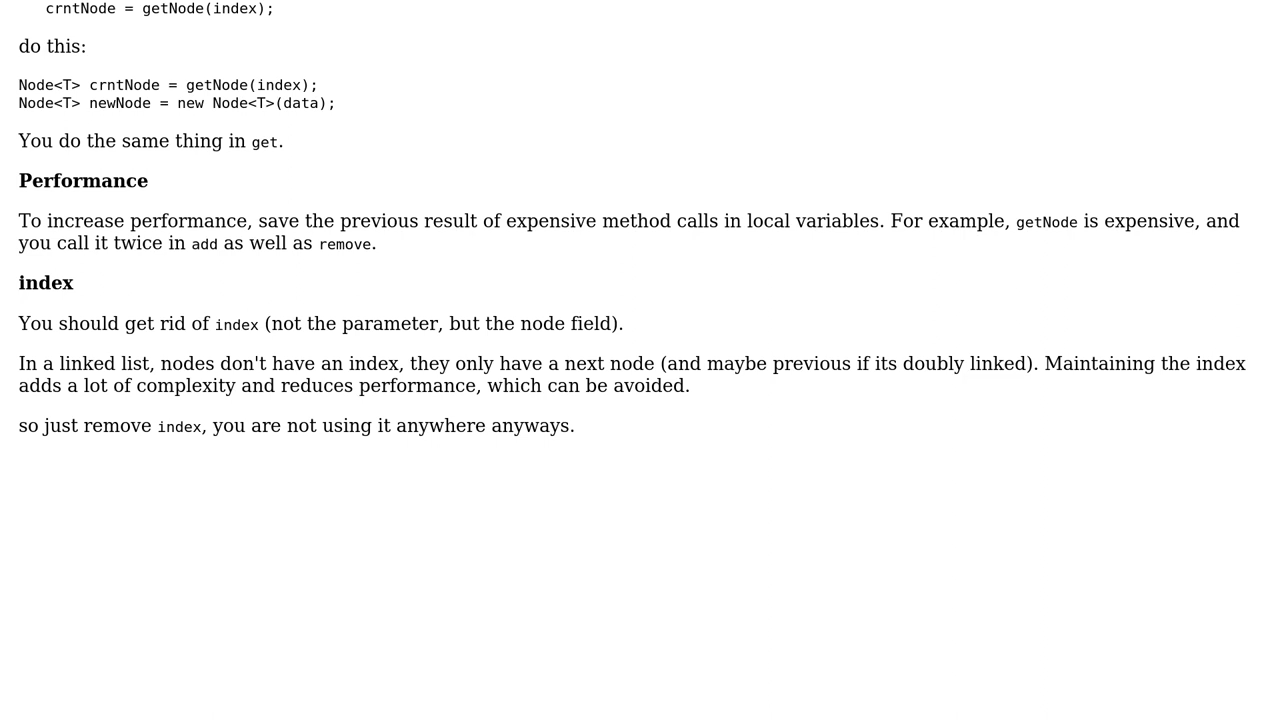 crntNode = getNode(index);
do this:
Node<T> crntNode = getNode(index);
Node<T> newNode = new Node<T>(data);
You do the same thing in get.
Performance
To increase performance, save the previous result of expensive method calls in local variables. For example, getNode is expensive, and
you call it twice in add as well as remove.
index
You should get rid of index (not the parameter, but the node field).
In a linked list, nodes don't have an index, they only have a next node (and maybe previous if its doubly linked). Maintaining the index
adds a lot of complexity and reduces performance, which can be avoided.
so just remove index, you are not using it anywhere anyways.